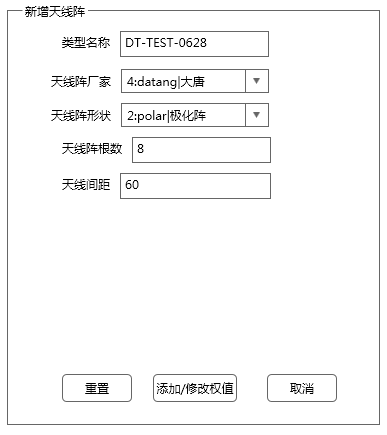 新增天线阵
类型名称 DT-TEST-0628
天线阵厂家 4:datang|大唐
天线阵形状 2:polar|极化阵
天线阵根数 8
天线间距 60
重置 添加/修改权值 取消